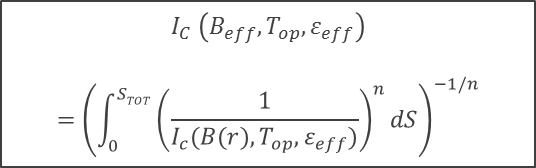 I_C (B_eff, T_op, ε_eff)
= (∫_0^{S_TOT} (1 / I_c(B(r), T_op, ε_eff))^n dS)^{−1/n}